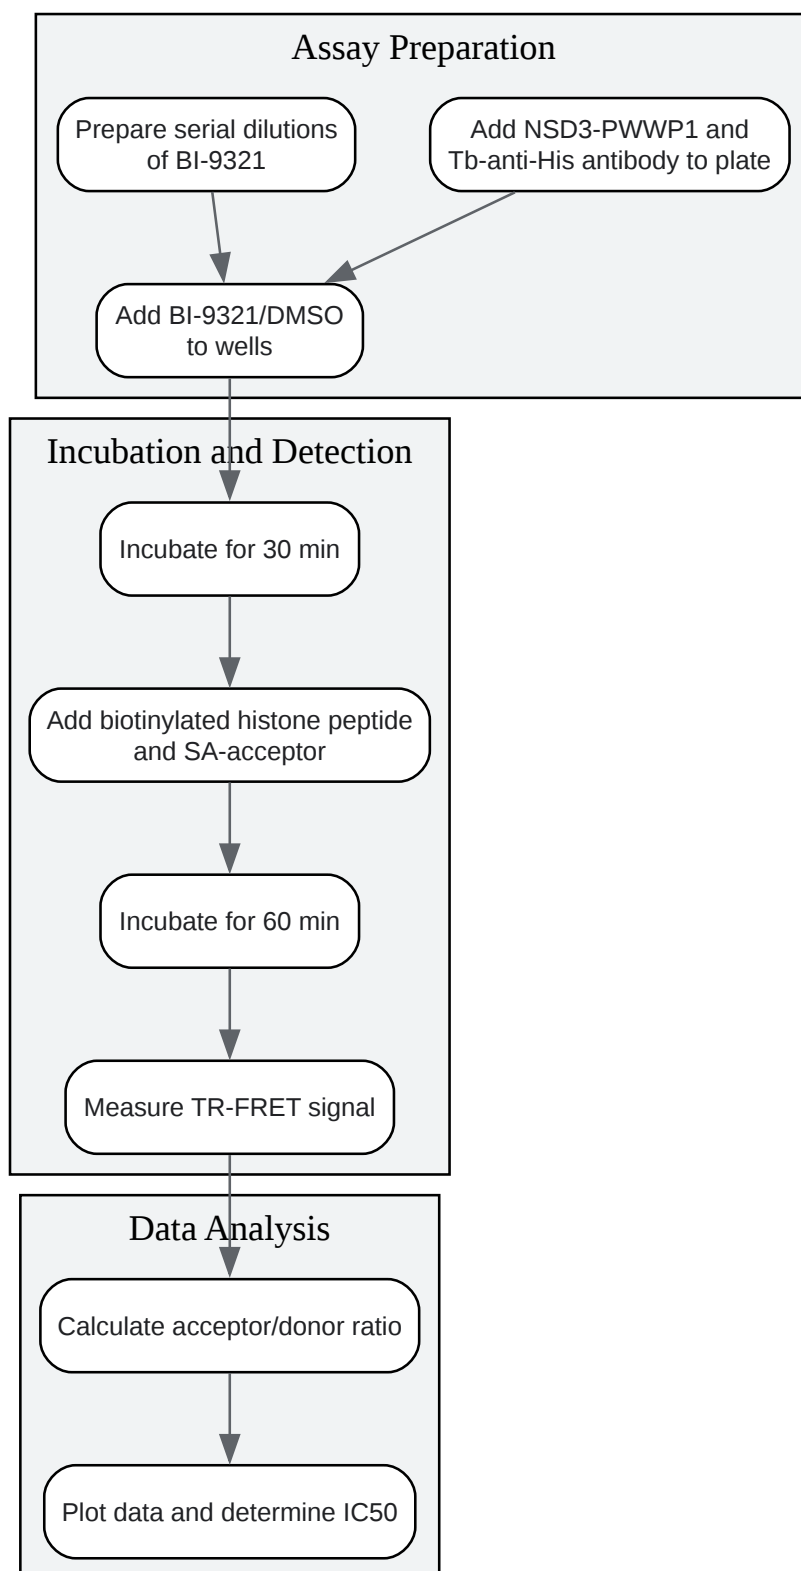 Assay Preparation
Prepare serial dilutions
of BI-9321
Add NSD3-PWWP1 and
Tb-anti-His antibody to plate
Add BI-9321/DMSO
to wells
Incubation and Detection
Incubate for 30 min
Add biotinylated histone peptide
and SA-acceptor
Incubate for 60 min
Measure TR-FRET signal
Data Analysis
Calculate acceptor/donor ratio
Plot data and determine IC50